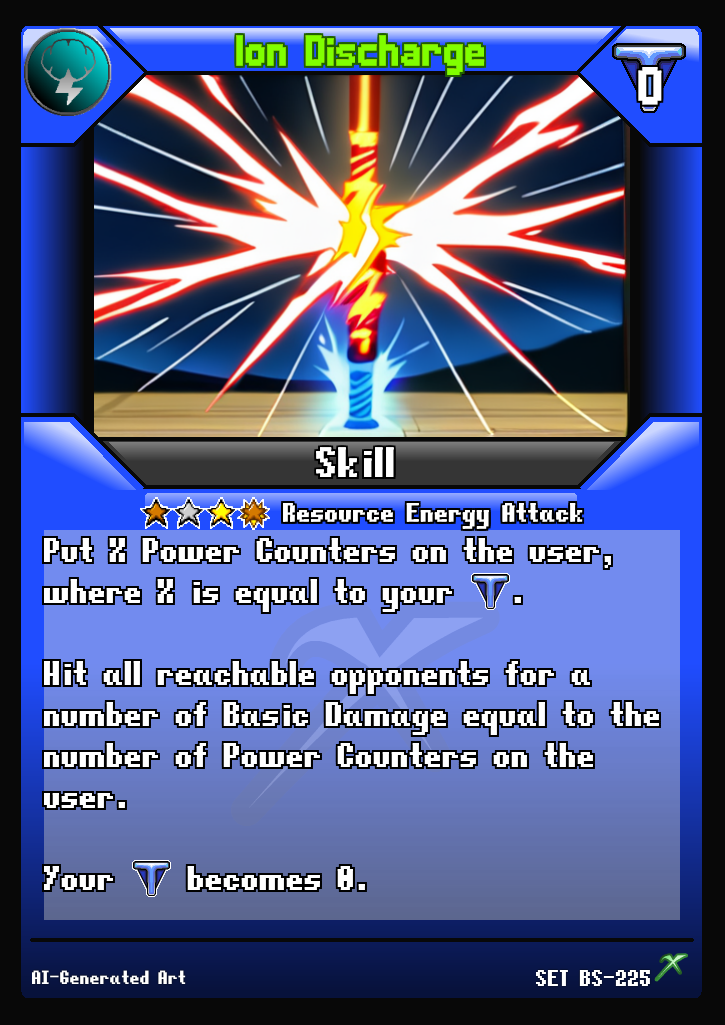 Ion Discharge
0
Skill
Resource Energy Attack
Put X Power Counters on the user,
where X is equal to your T.
Hit all reachable opponents for a
number of Basic Damage equal to the
number of Power Counters on the
user.
Your T becomes 0.
AI-Generated Art
SET BS-225